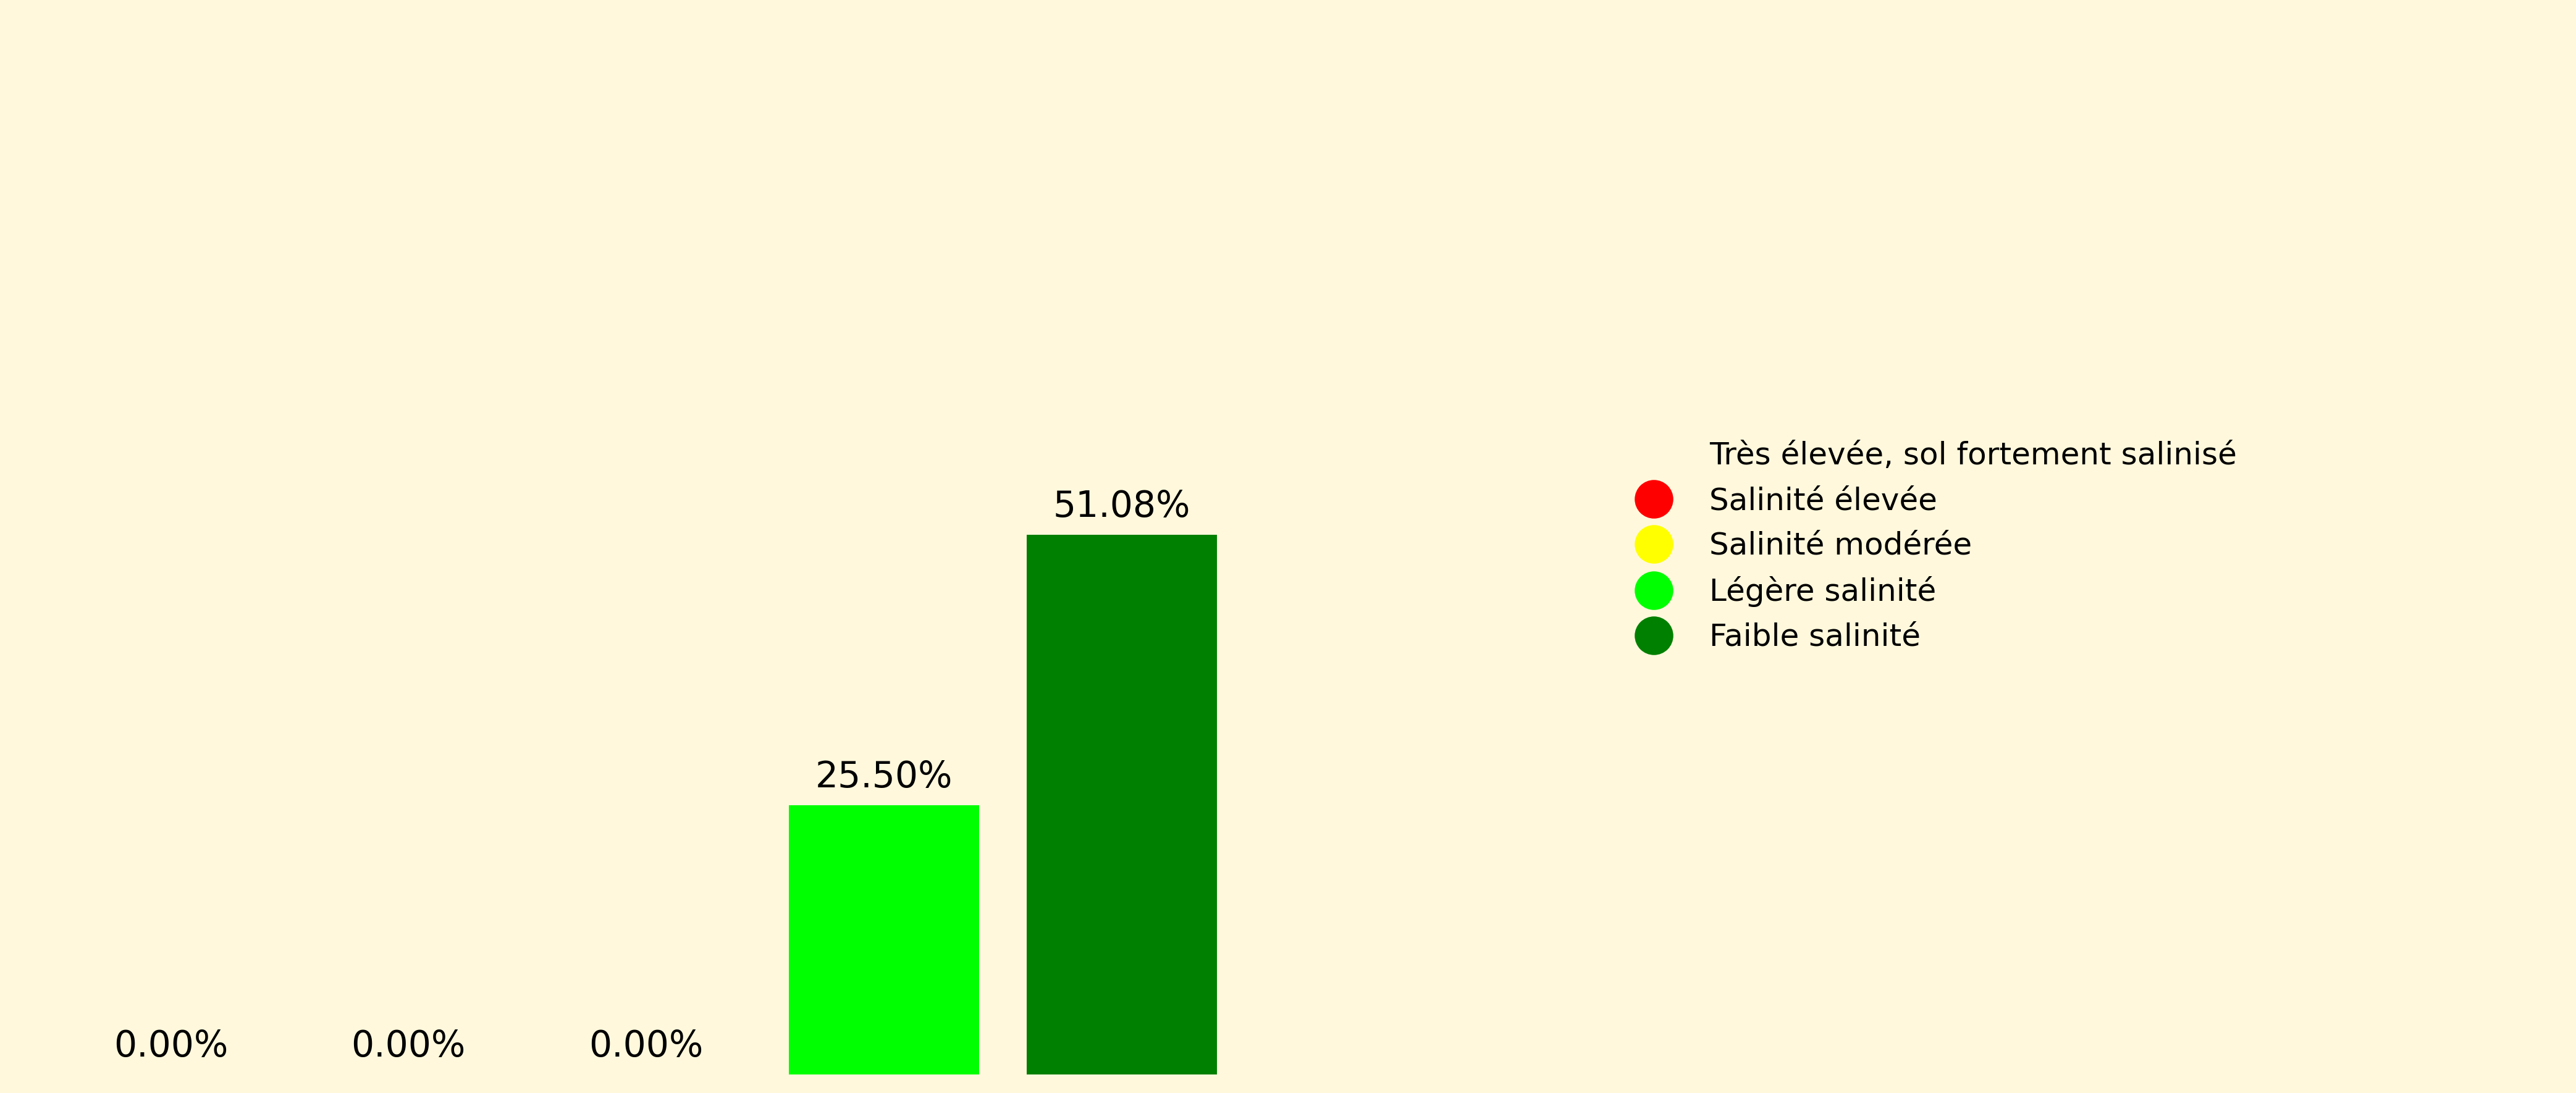 Très élevée, sol fortement salinisé
Salinité élevée
Salinité modérée
Légère salinité
Faible salinité
51.08%
25.50%
0.00%
0.00%
0.00%